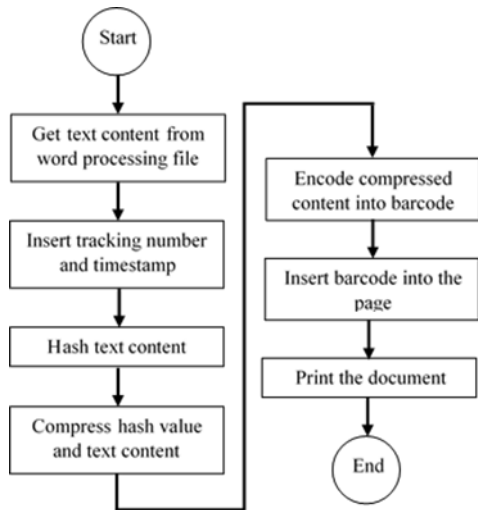 Start
Get text content from
word processing file
Insert tracking number
and timestamp
Hash text content
Compress hash value
and text content
Encode compressed
content into barcode
Insert barcode into the
page
Print the document
End